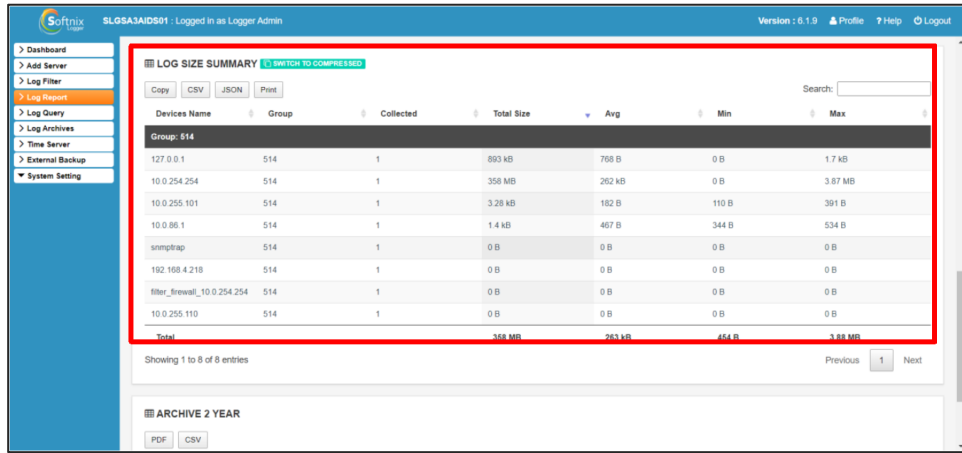 Softnix
Logger
SLGSA3AIDS01 : Logged in as Logger Admin
Version : 6.1.9 Profile ? Help Logout
> Dashboard
> Add Server
> Log Filter
> Log Report
> Log Query
> Log Archives
> Time Server
> External Backup
System Setting
LOG SIZE SUMMARY SWITCH TO COMPRESSED
Copy CSV JSON Print
Search:
Devices Name Group Collected Total Size Avg Min Max
Group: 514
127.0.0.1 514 1 893 kB 768 B 0 B 1.7 kB
10.0.254.254 514 1 358 MB 262 kB 0 B 3.87 MB
10.0.255.101 514 1 3.28 kB 182 B 110 B 391 B
10.0.86.1 514 1 1.4 kB 467 B 344 B 534 B
snmptrap 514 1 0 B 0 B 0 B 0 B
192.168.4.218 514 1 0 B 0 B 0 B 0 B
filter_firewall_10.0.254.254 514 1 0 B 0 B 0 B 0 B
10.0.255.110 514 1 0 B 0 B 0 B 0 B
Total 358 MB 263 kB 454 B 3.88 MB
Showing 1 to 8 of 8 entries
Previous 1 Next
ARCHIVE 2 YEAR
PDF CSV